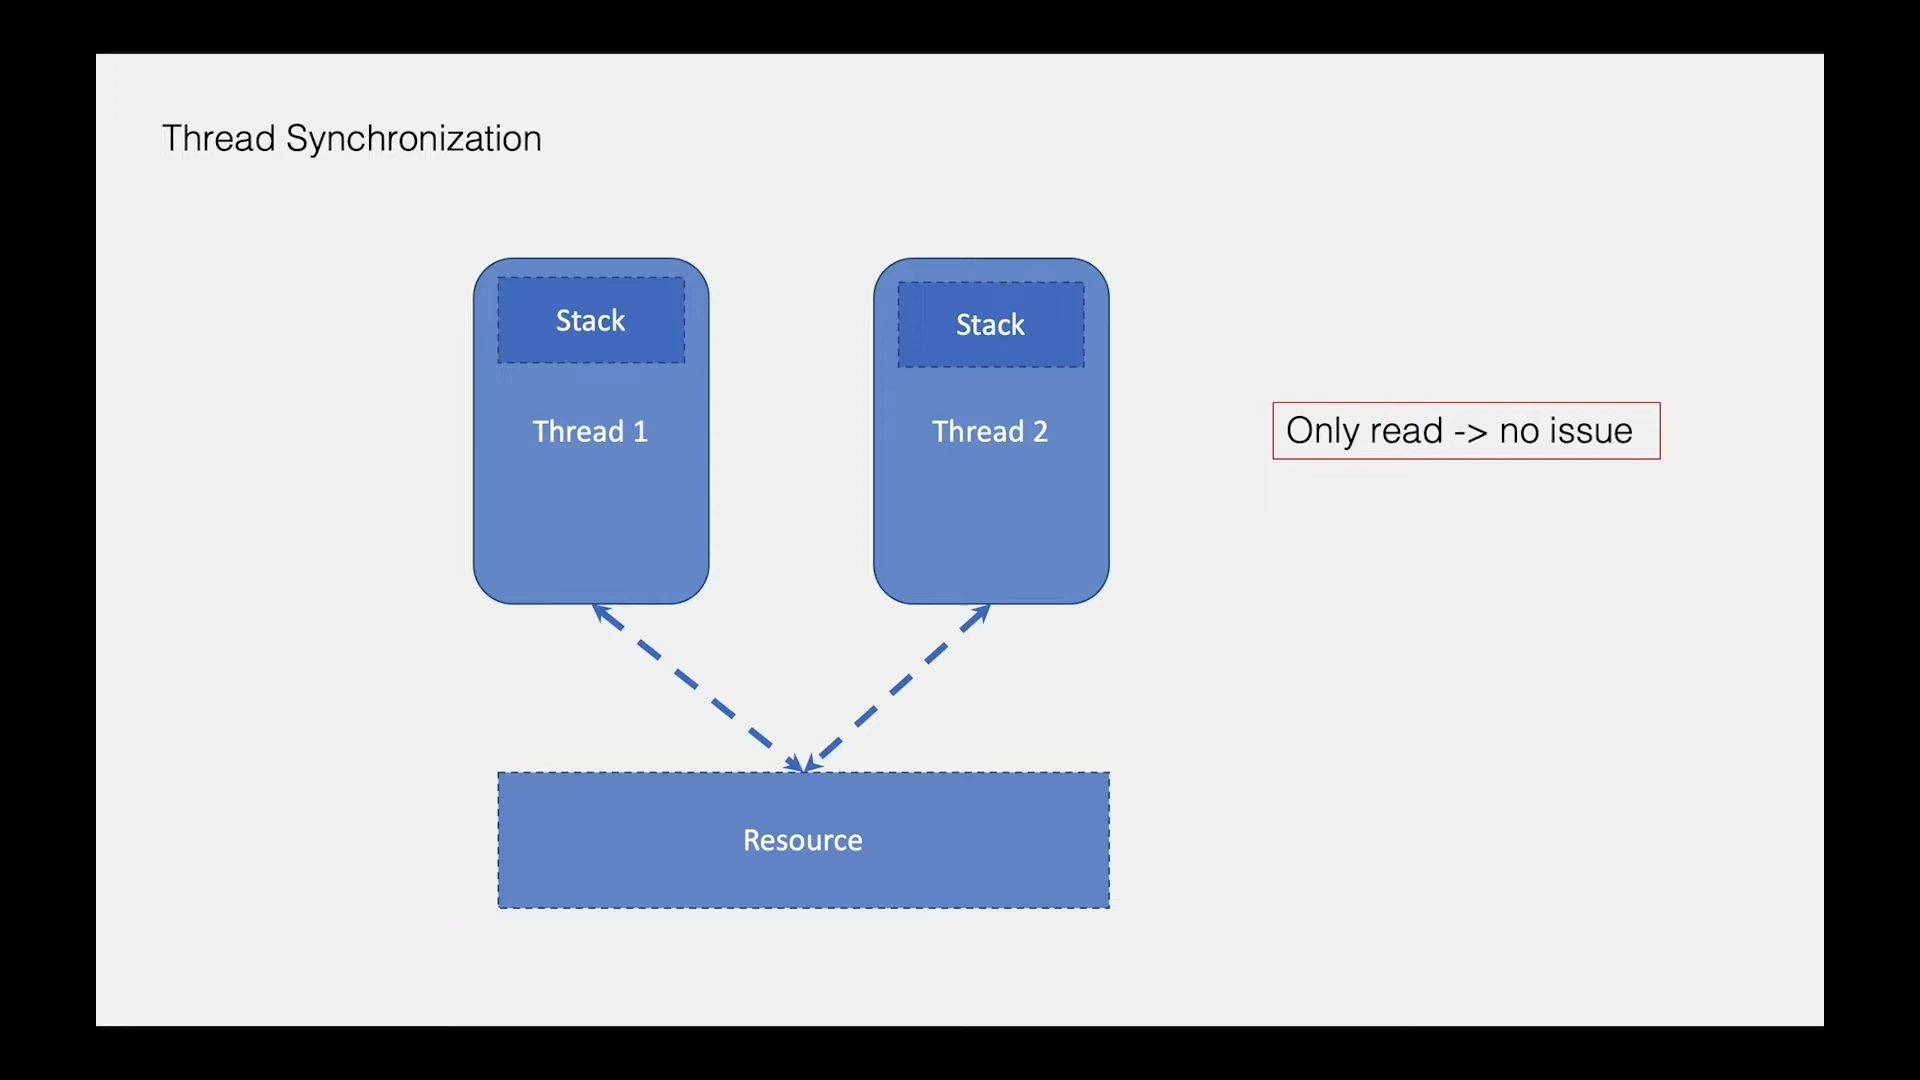 Thread Synchronization
Stack
Stack
Thread 1
Thread 2
Only read -> no issue
Resource